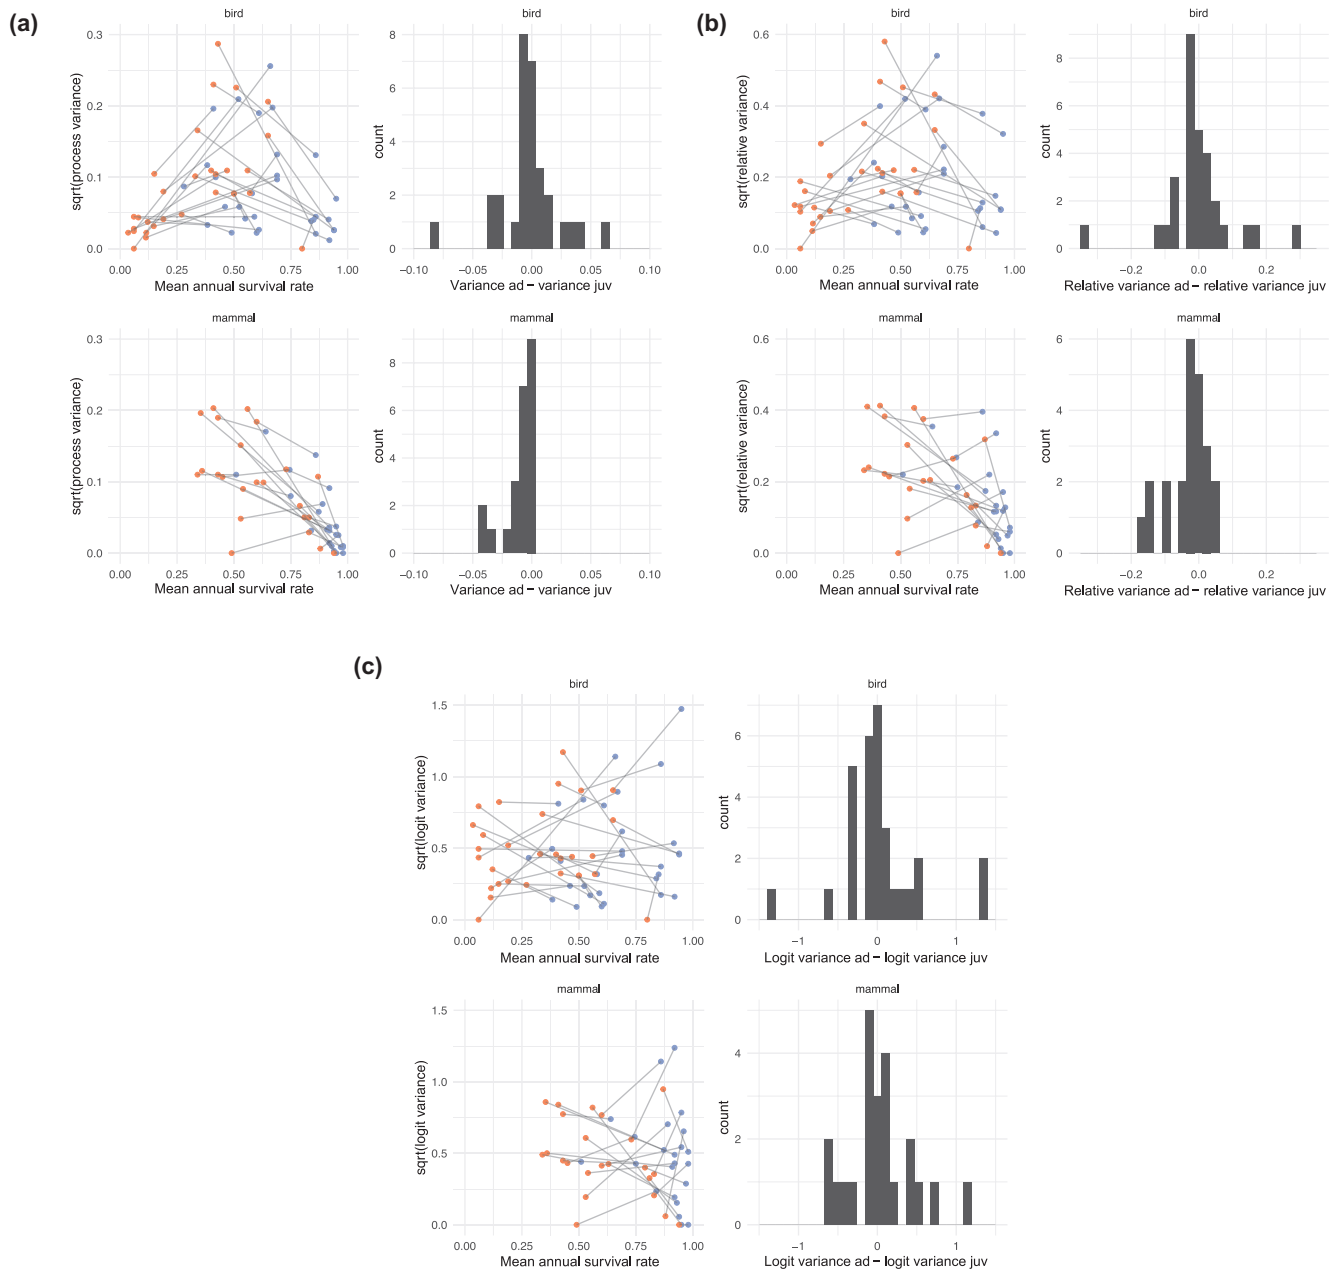 (a)
bird
0.3
0.2
0.1
0.0
sqrt(process variance)
0.00 0.25 0.50 0.75 1.00
Mean annual survival rate
bird
8
6
4
2
0
count
−0.10 −0.05 0.00 0.05 0.10
Variance ad − variance juv
mammal
0.3
0.2
0.1
0.0
sqrt(process variance)
0.00 0.25 0.50 0.75 1.00
Mean annual survival rate
mammal
8
6
4
2
0
count
−0.10 −0.05 0.00 0.05 0.10
Variance ad − variance juv
(b)
bird
0.6
0.4
0.2
0.0
sqrt(relative variance)
0.00 0.25 0.50 0.75 1.00
Mean annual survival rate
bird
8
6
4
2
0
count
−0.2 0.0 0.2
Relative variance ad − relative variance juv
mammal
0.6
0.4
0.2
0.0
sqrt(relative variance)
0.00 0.25 0.50 0.75 1.00
Mean annual survival rate
mammal
6
4
2
0
count
−0.2 0.0 0.2
Relative variance ad − relative variance juv
(c)
bird
1.5
1.0
0.5
0.0
sqrt(logit variance)
0.00 0.25 0.50 0.75 1.00
Mean annual survival rate
bird
6
4
2
0
count
−1 0 1
Logit variance ad − logit variance juv
mammal
1.5
1.0
0.5
0.0
sqrt(logit variance)
0.00 0.25 0.50 0.75 1.00
Mean annual survival rate
mammal
4
2
0
count
−1 0 1
Logit variance ad − logit variance juv